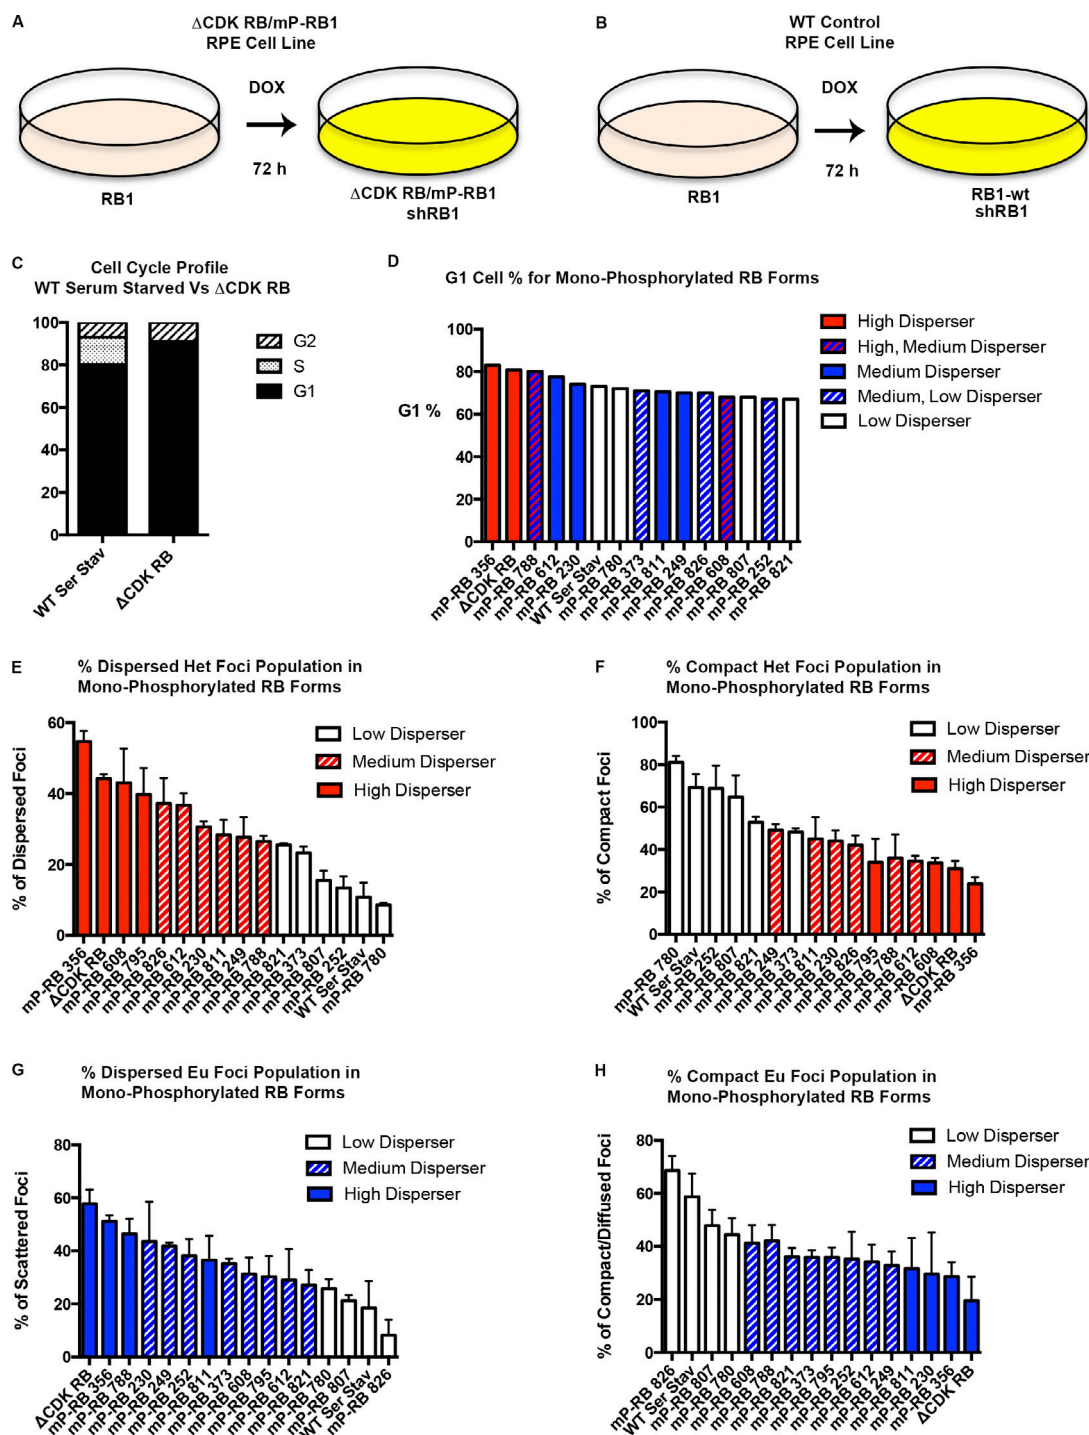 A
ΔCDK RB/mP-RB1
RPE Cell Line
DOX
72 h
RB1
ΔCDK RB/mP-RB1
shRB1
B
WT Control
RPE Cell Line
DOX
72 h
RB1
RB1-wt
shRB1
C
Cell Cycle Profile
WT Serum Starved Vs ΔCDK RB
100
80
60
40
20
0
G2
S
G1
WT Ser Stav
ΔCDK RB
D
G1 Cell % for Mono-Phosphorylated RB Forms
G1 %
100
80
60
40
20
0
High Disperser
High, Medium Disperser
Medium Disperser
Medium, Low Disperser
Low Disperser
mP-RB 356
ΔCDK RB
mP-RB 788
mP-RB 612
mP-RB 230
WT Ser Stav
mP-RB 780
mP-RB 373
mP-RB 811
mP-RB 249
mP-RB 826
mP-RB 608
mP-RB 807
mP-RB 252
mP-RB 821
E
% Dispersed Het Foci Population in
Mono-Phosphorylated RB Forms
% of Dispersed Foci
60
40
20
0
Low Disperser
Medium Disperser
High Disperser
mP-RB 356
ΔCDK RB
mP-RB 608
mP-RB 795
mP-RB 826
mP-RB 612
mP-RB 230
mP-RB 811
mP-RB 249
mP-RB 788
mP-RB 821
mP-RB 373
mP-RB 807
mP-RB 252
WT Ser Stav
mP-RB 780
F
% Compact Het Foci Population in
Mono-Phosphorylated RB Forms
% of Compact Foci
100
80
60
40
20
0
Low Disperser
Medium Disperser
High Disperser
mP-RB 780
WT Ser Stav
mP-RB 252
mP-RB 807
mP-RB 821
mP-RB 249
mP-RB 373
mP-RB 811
mP-RB 230
mP-RB 826
mP-RB 795
mP-RB 788
mP-RB 612
mP-RB 608
ΔCDK RB
mP-RB 356
G
% Dispersed Eu Foci Population in
Mono-Phosphorylated RB Forms
% of Scattered Foci
80
60
40
20
0
Low Disperser
Medium Disperser
High Disperser
ΔCDK RB
mP-RB 356
mP-RB 788
mP-RB 230
mP-RB 249
mP-RB 252
mP-RB 811
mP-RB 373
mP-RB 608
mP-RB 795
mP-RB 612
mP-RB 821
mP-RB 780
mP-RB 807
WT Ser Stav
mP-RB 826
H
% Compact Eu Foci Population in
Mono-Phosphorylated RB Forms
% of Compact/Diffused Foci
80
60
40
20
0
Low Disperser
Medium Disperser
High Disperser
mP-RB 826
WT Ser Stav
mP-RB 807
mP-RB 780
mP-RB 608
mP-RB 788
mP-RB 821
mP-RB 373
mP-RB 795
mP-RB 252
mP-RB 612
mP-RB 249
mP-RB 811
mP-RB 230
mP-RB 356
ΔCDK RB